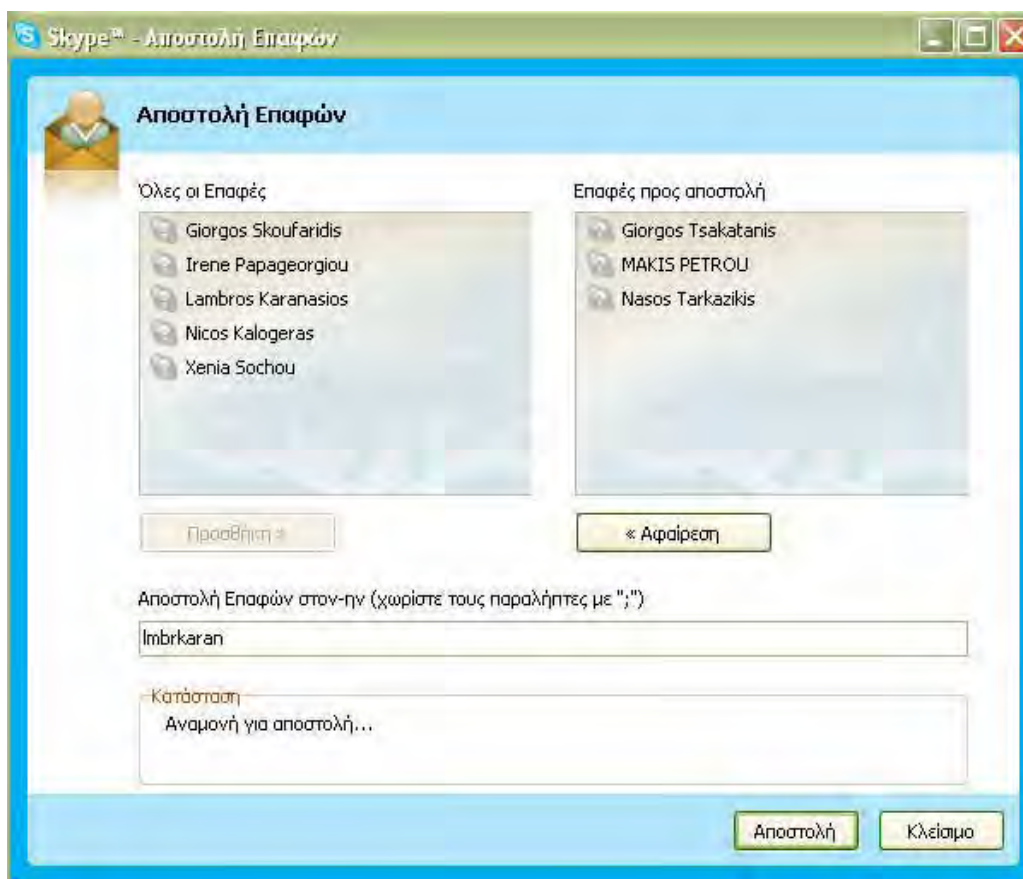 Skype™ - Αποστολή Επαφών
Αποστολή Επαφών
Όλες οι Επαφές
Giorgos Skoufaridis
Irene Papageorgiou
Lambros Karanasios
Nicos Kalogeras
Xenia Sochou
Προσθήκη »
Επαφές προς αποστολή
Giorgos Tsakatanis
MAKIS PETROU
Nasos Tarkazikis
« Αφαίρεση
Αποστολή Επαφών στον-ην (χωρίστε τους παραλήπτες με ";")
lmbrkaran
Κατάσταση
Αναμονή για αποστολή...
Αποστολή
Κλείσιμο